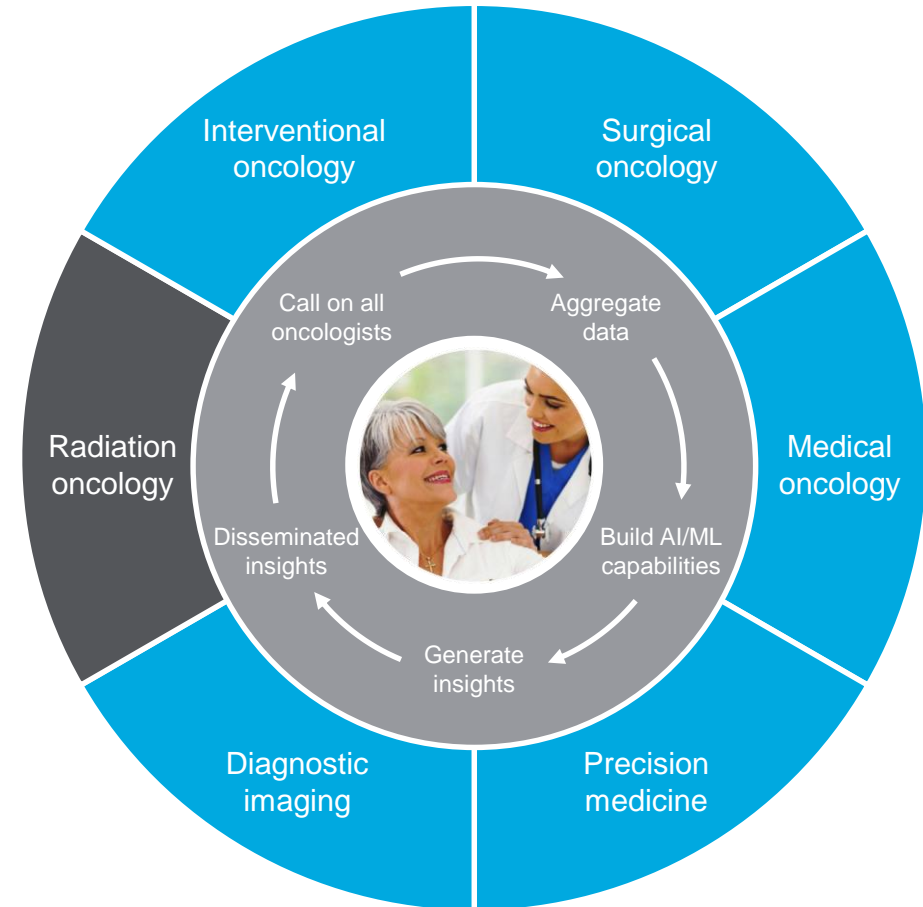 Interventional
oncology
Surgical
oncology
Call on all
oncologists
Aggregate
data
Radiation
oncology
Medical
oncology
Disseminated
insights
Build AI/ML
capabilities
Generate
insights
Diagnostic
imaging
Precision
medicine